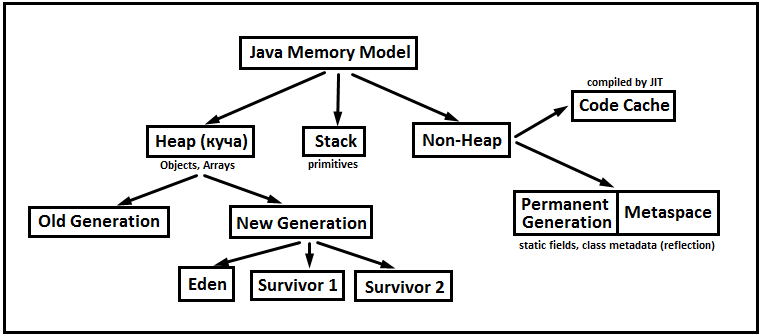 Java Memory Model
compiled by JIT
Code Cache
Heap (куча)
Objects, Arrays
Stack
primitives
Non-Heap
Old Generation
New Generation
Permanent
Generation
Metaspace
static fields, class metadata (reflection)
Eden
Survivor 1
Survivor 2